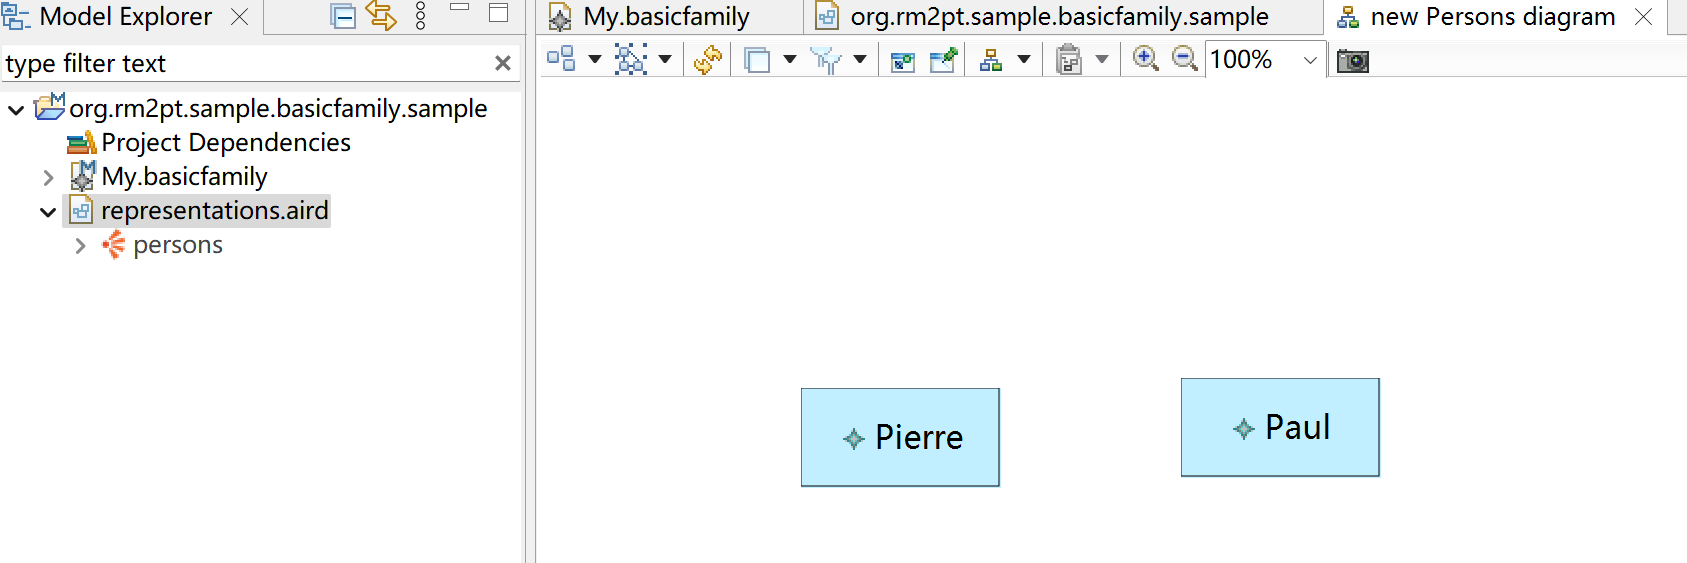 Model Explorer
type filter text
org.rm2pt.sample.basicfamily.sample
Project Dependencies
My.basicfamily
representations.aird
persons
My.basicfamily
org.rm2pt.sample.basicfamily.sample
new Persons diagram
100%
Pierre
Paul